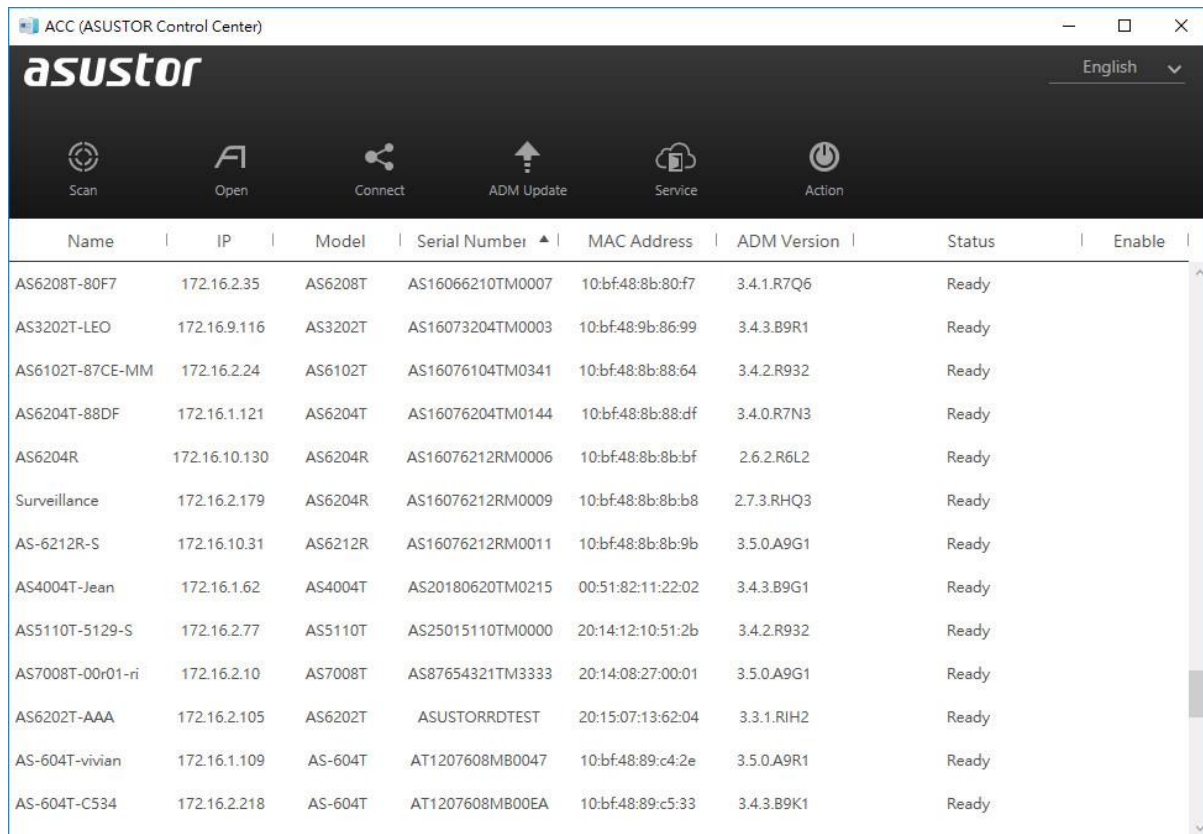 ACC (ASUSTOR Control Center)
asustor
English
Scan Open Connect ADM Update Service Action
Name IP Model Serial Number MAC Address ADM Version Status Enable
AS6208T-80F7 172.16.2.35 AS6208T AS16066210TM0007 10:bf:48:8b:80:f7 3.4.1.R7Q6 Ready
AS3202T-LEO 172.16.9.116 AS3202T AS16073204TM0003 10:bf:48:9b:86:99 3.4.3.B9R1 Ready
AS6102T-87CE-MM 172.16.2.24 AS6102T AS16076104TM0341 10:bf:48:8b:88:64 3.4.2.R932 Ready
AS6204T-88DF 172.16.1.121 AS6204T AS16076204TM0144 10:bf:48:8b:88:df 3.4.0.R7N3 Ready
AS6204R 172.16.10.130 AS6204R AS16076212RM0006 10:bf:48:8b:8b:bf 2.6.2.R6L2 Ready
Surveillance 172.16.2.179 AS6204R AS16076212RM0009 10:bf:48:8b:8b:b8 2.7.3.RHQ3 Ready
AS-6212R-S 172.16.10.31 AS6212R AS16076212RM0011 10:bf:48:8b:8b:9b 3.5.0.A9G1 Ready
AS4004T-Jean 172.16.1.62 AS4004T AS20180620TM0215 00:51:82:11:22:02 3.4.3.B9G1 Ready
AS5110T-5129-S 172.16.2.77 AS5110T AS25015110TM0000 20:14:12:10:51:2b 3.4.2.R932 Ready
AS7008T-00r01-ri 172.16.2.10 AS7008T AS87654321TM3333 20:14:08:27:00:01 3.5.0.A9G1 Ready
AS6202T-AAA 172.16.2.105 AS6202T ASUSTORRDTEST 20:15:07:13:62:04 3.3.1.RIH2 Ready
AS-604T-vivian 172.16.1.109 AS-604T AT1207608MB0047 10:bf:48:89:c4:2e 3.5.0.A9R1 Ready
AS-604T-C534 172.16.2.218 AS-604T AT1207608MB00EA 10:bf:48:89:c5:33 3.4.3.B9K1 Ready